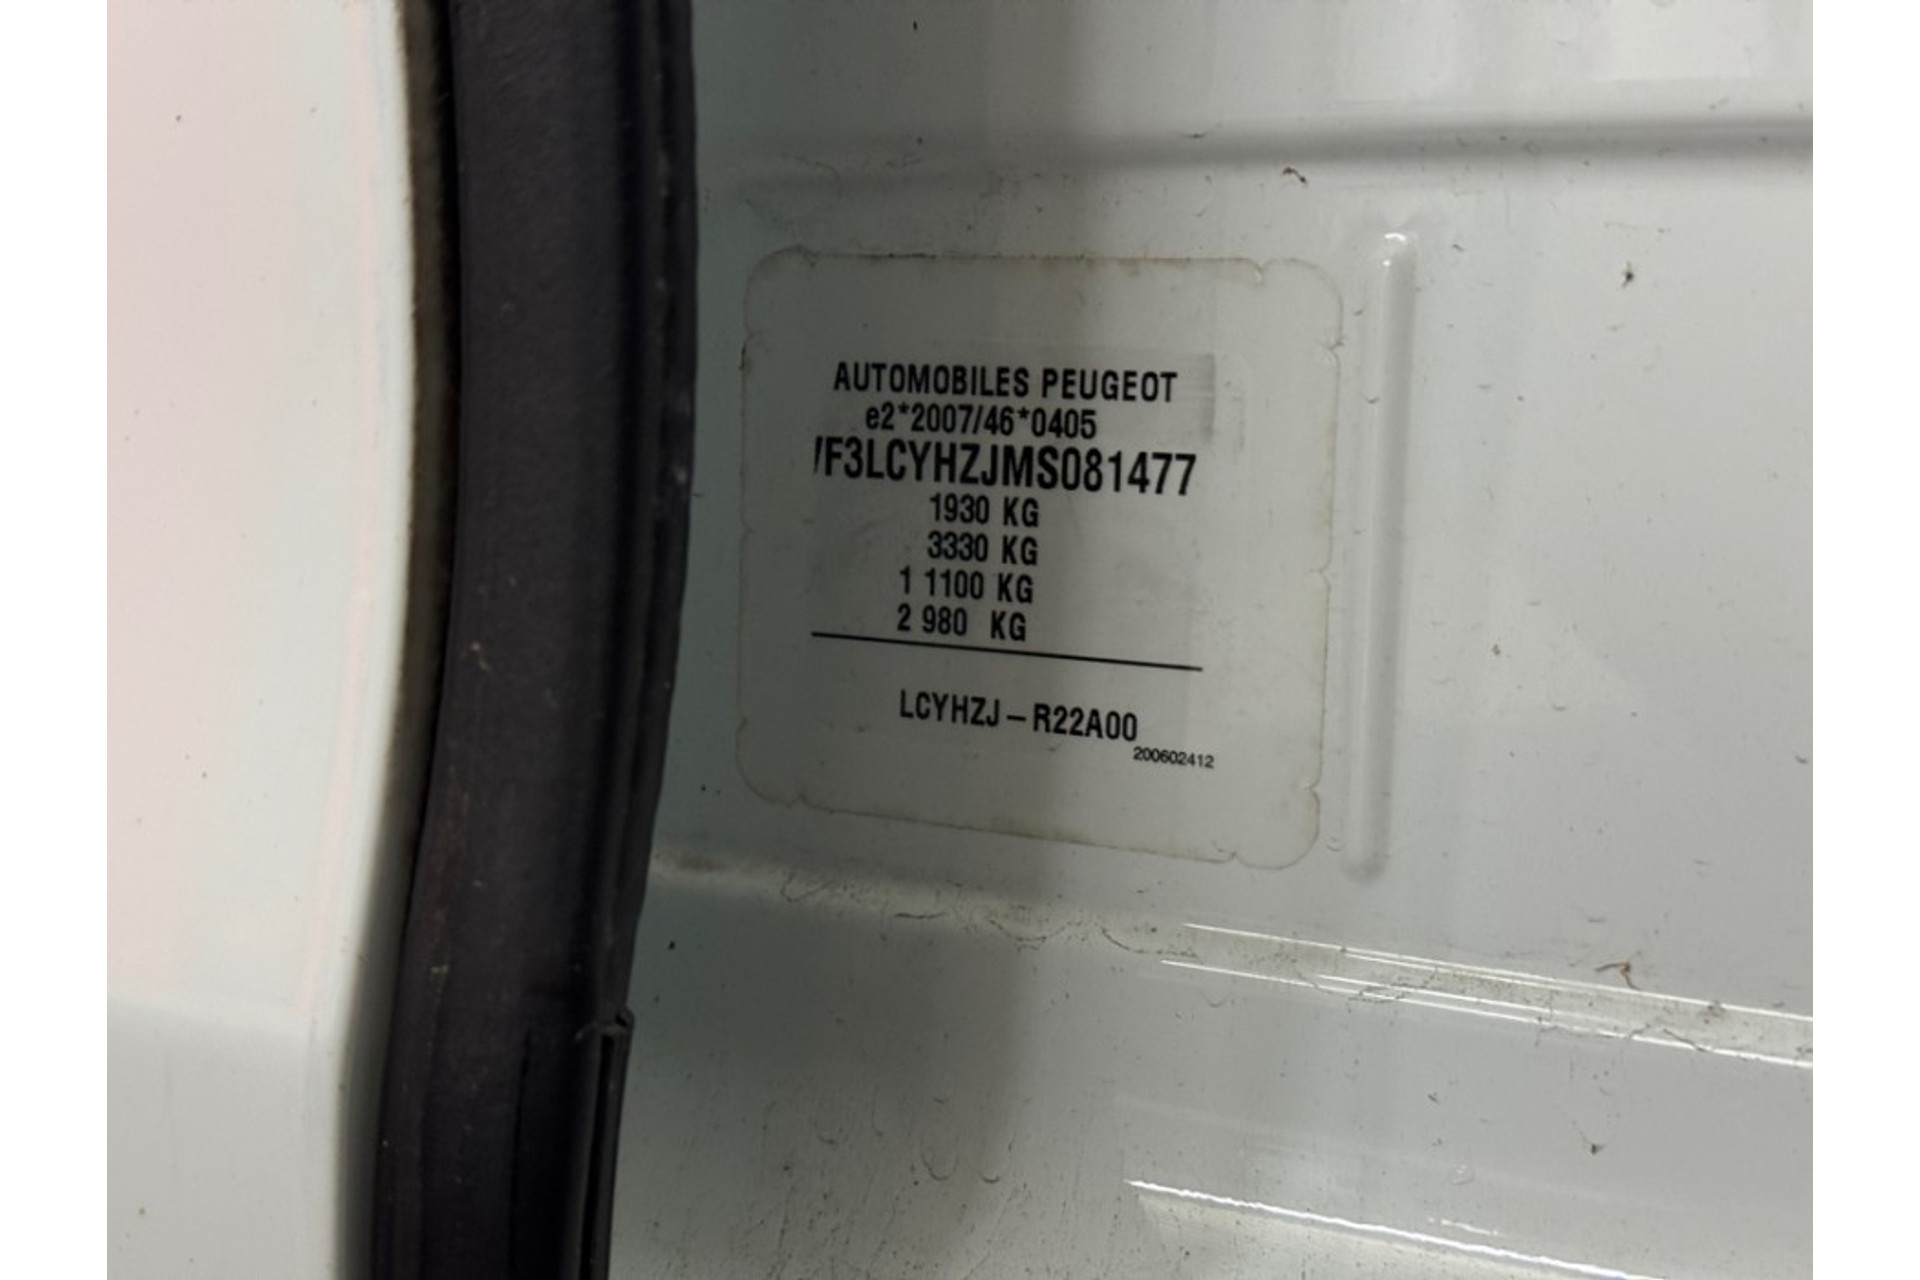 AUTOMOBILES PEUGEOT
e2*2007/46*0405
VF3LCYHZJMS081477
1930 KG
3330 KG
1 1100 KG
2 980 KG
LCYHZJ – R22A00
200602412